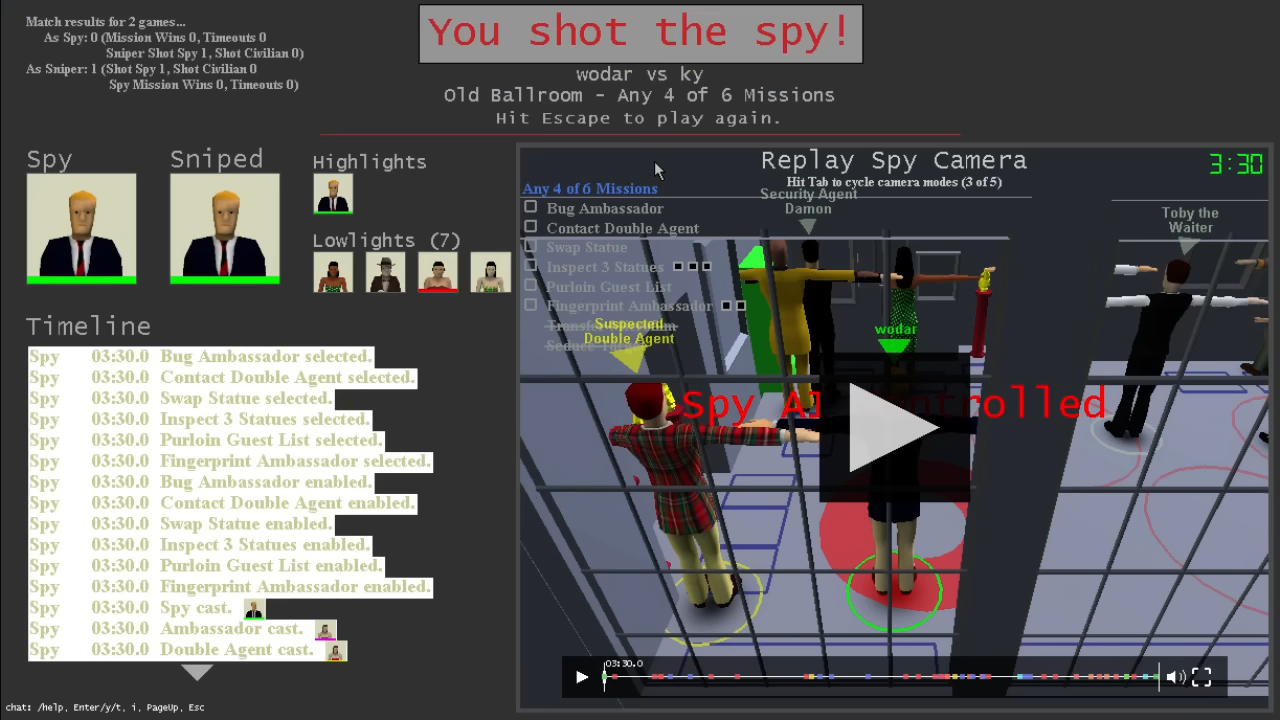 Match results for 2 games...
As Spy: 0 (Mission Wins 0, Timeouts 0
Sniper Shot Spy 1, Shot Civilian 0)
As Sniper: 1 (Shot Spy 1, Shot Civilian 0
Spy Mission Wins 0, Timeouts 0)
You shot the spy!
wodar vs ky
Old Ballroom - Any 4 of 6 Missions
Hit Escape to play again.
Spy
Sniped
Highlights
Lowlights (7)
Timeline
Spy 03:30.0 Bug Ambassador selected.
Spy 03:30.0 Contact Double Agent selected.
Spy 03:30.0 Swap Statue selected.
Spy 03:30.0 Inspect 3 Statues selected.
Spy 03:30.0 Purloin Guest List selected.
Spy 03:30.0 Fingerprint Ambassador selected.
Spy 03:30.0 Bug Ambassador enabled.
Spy 03:30.0 Contact Double Agent enabled.
Spy 03:30.0 Swap Statue enabled.
Spy 03:30.0 Inspect 3 Statues enabled.
Spy 03:30.0 Purloin Guest List enabled.
Spy 03:30.0 Fingerprint Ambassador enabled.
Spy 03:30.0 Spy cast.
Spy 03:30.0 Ambassador cast.
Spy 03:30.0 Double Agent cast.
chat: /help, Enter/y/t, i, PageUp, Esc
Replay Spy Camera
3:30
Hit Tab to cycle camera modes (3 of 5)
Any 4 of 6 Missions
Bug Ambassador
Contact Double Agent
Swap Statue
Inspect 3 Statues
Purloin Guest List
Fingerprint Ambassador
Security Agent
Damon
Toby the
Waiter
Suspected
Double Agent
wodar
Spy AI
03:30.0